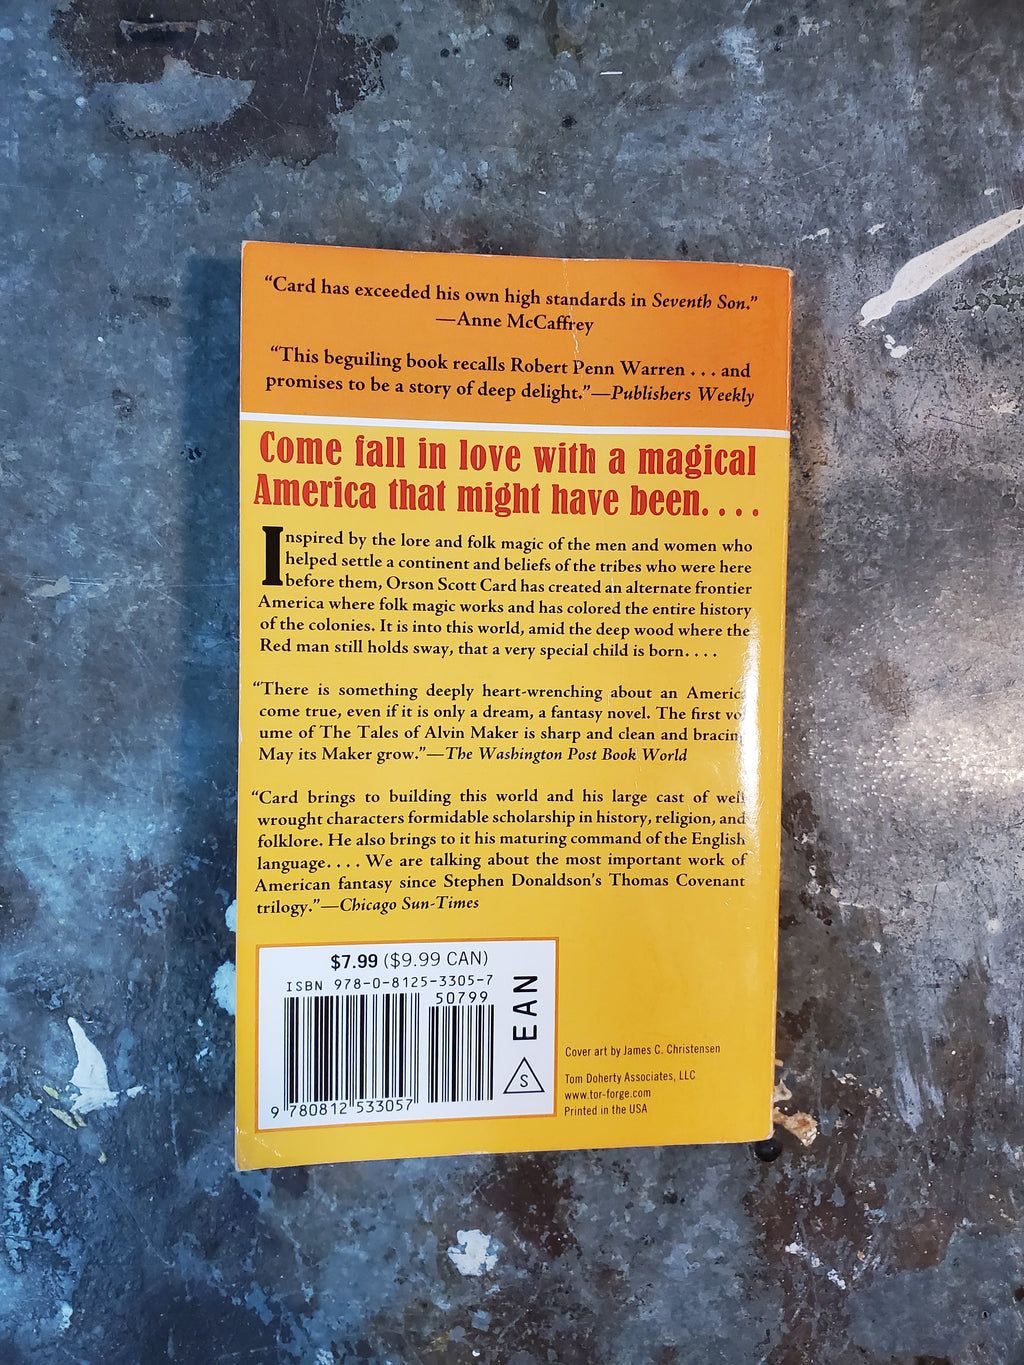 “Card has exceeded his own high standards in Seventh Son.”
—Anne McCaffrey
“This beguiling book recalls Robert Penn Warren . . . and
promises to be a story of deep delight.”—Publishers Weekly
Come fall in love with a magical
America that might have been. . . .
Inspired by the lore and folk magic of the men and women who
helped settle a continent and beliefs of the tribes who were here
before them, Orson Scott Card has created an alternate frontier
America where folk magic works and has colored the entire history
of the colonies. It is into this world, amid the deep wood where the
Red man still holds sway, that a very special child is born. . . .
“There is something deeply heart-wrenching about an America
come true, even if it is only a dream, a fantasy novel. The first vol
ume of The Tales of Alvin Maker is sharp and clean and bracing
May its Maker grow.”—The Washington Post Book World
“Card brings to building this world and his large cast of well
wrought characters formidable scholarship in history, religion, and
folklore. He also brings to it his maturing command of the English
language. . . . We are talking about the most important work of
American fantasy since Stephen Donaldson’s Thomas Covenant
trilogy.”—Chicago Sun-Times
$7.99 ($9.99 CAN)
ISBN 978-0-8125-3305-7
50799
9 780812 533057
EAN
S
Cover art by James C. Christensen
Tom Doherty Associates, LLC
www.tor-forge.com
Printed in the USA